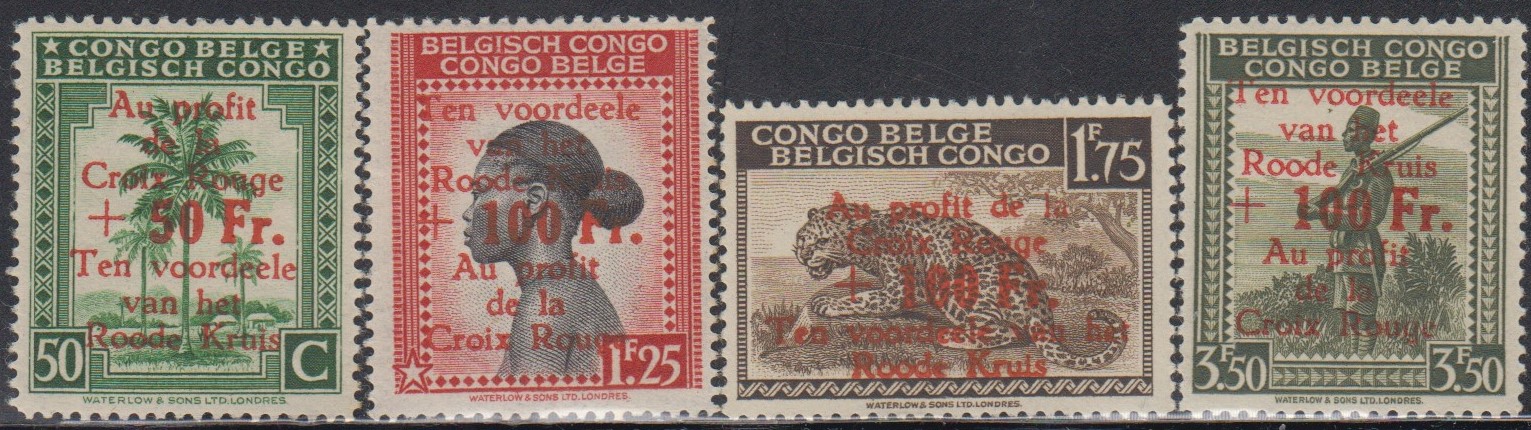 CONGO BELGE
BELGISCH CONGO
Au profit
de la
Croix Rouge
+ 50 Fr.
Ten voordeele
van het
Roode Kruis
50 C
WATERLOW & SONS LTD. LONDRES.
BELGISCH CONGO
CONGO BELGE
Ten voordeele
van het
Roode Kruis
+ 100 Fr.
Au profit
de la
Croix Rouge
1F25
WATERLOW & SONS LTD. LONDRES.
CONGO BELGE
BELGISCH CONGO
1F75
Au profit de la
Croix Rouge
+ 100 Fr.
Ten voordeele van het
Roode Kruis
WATERLOW & SONS LTD. LONDRES.
BELGISCH CONGO
CONGO BELGE
Ten voordeele
van het
Roode Kruis
+ 100 Fr.
Au profit
de la
Croix Rouge
3F50 3F50
WATERLOW & SONS LTD. LONDRES.